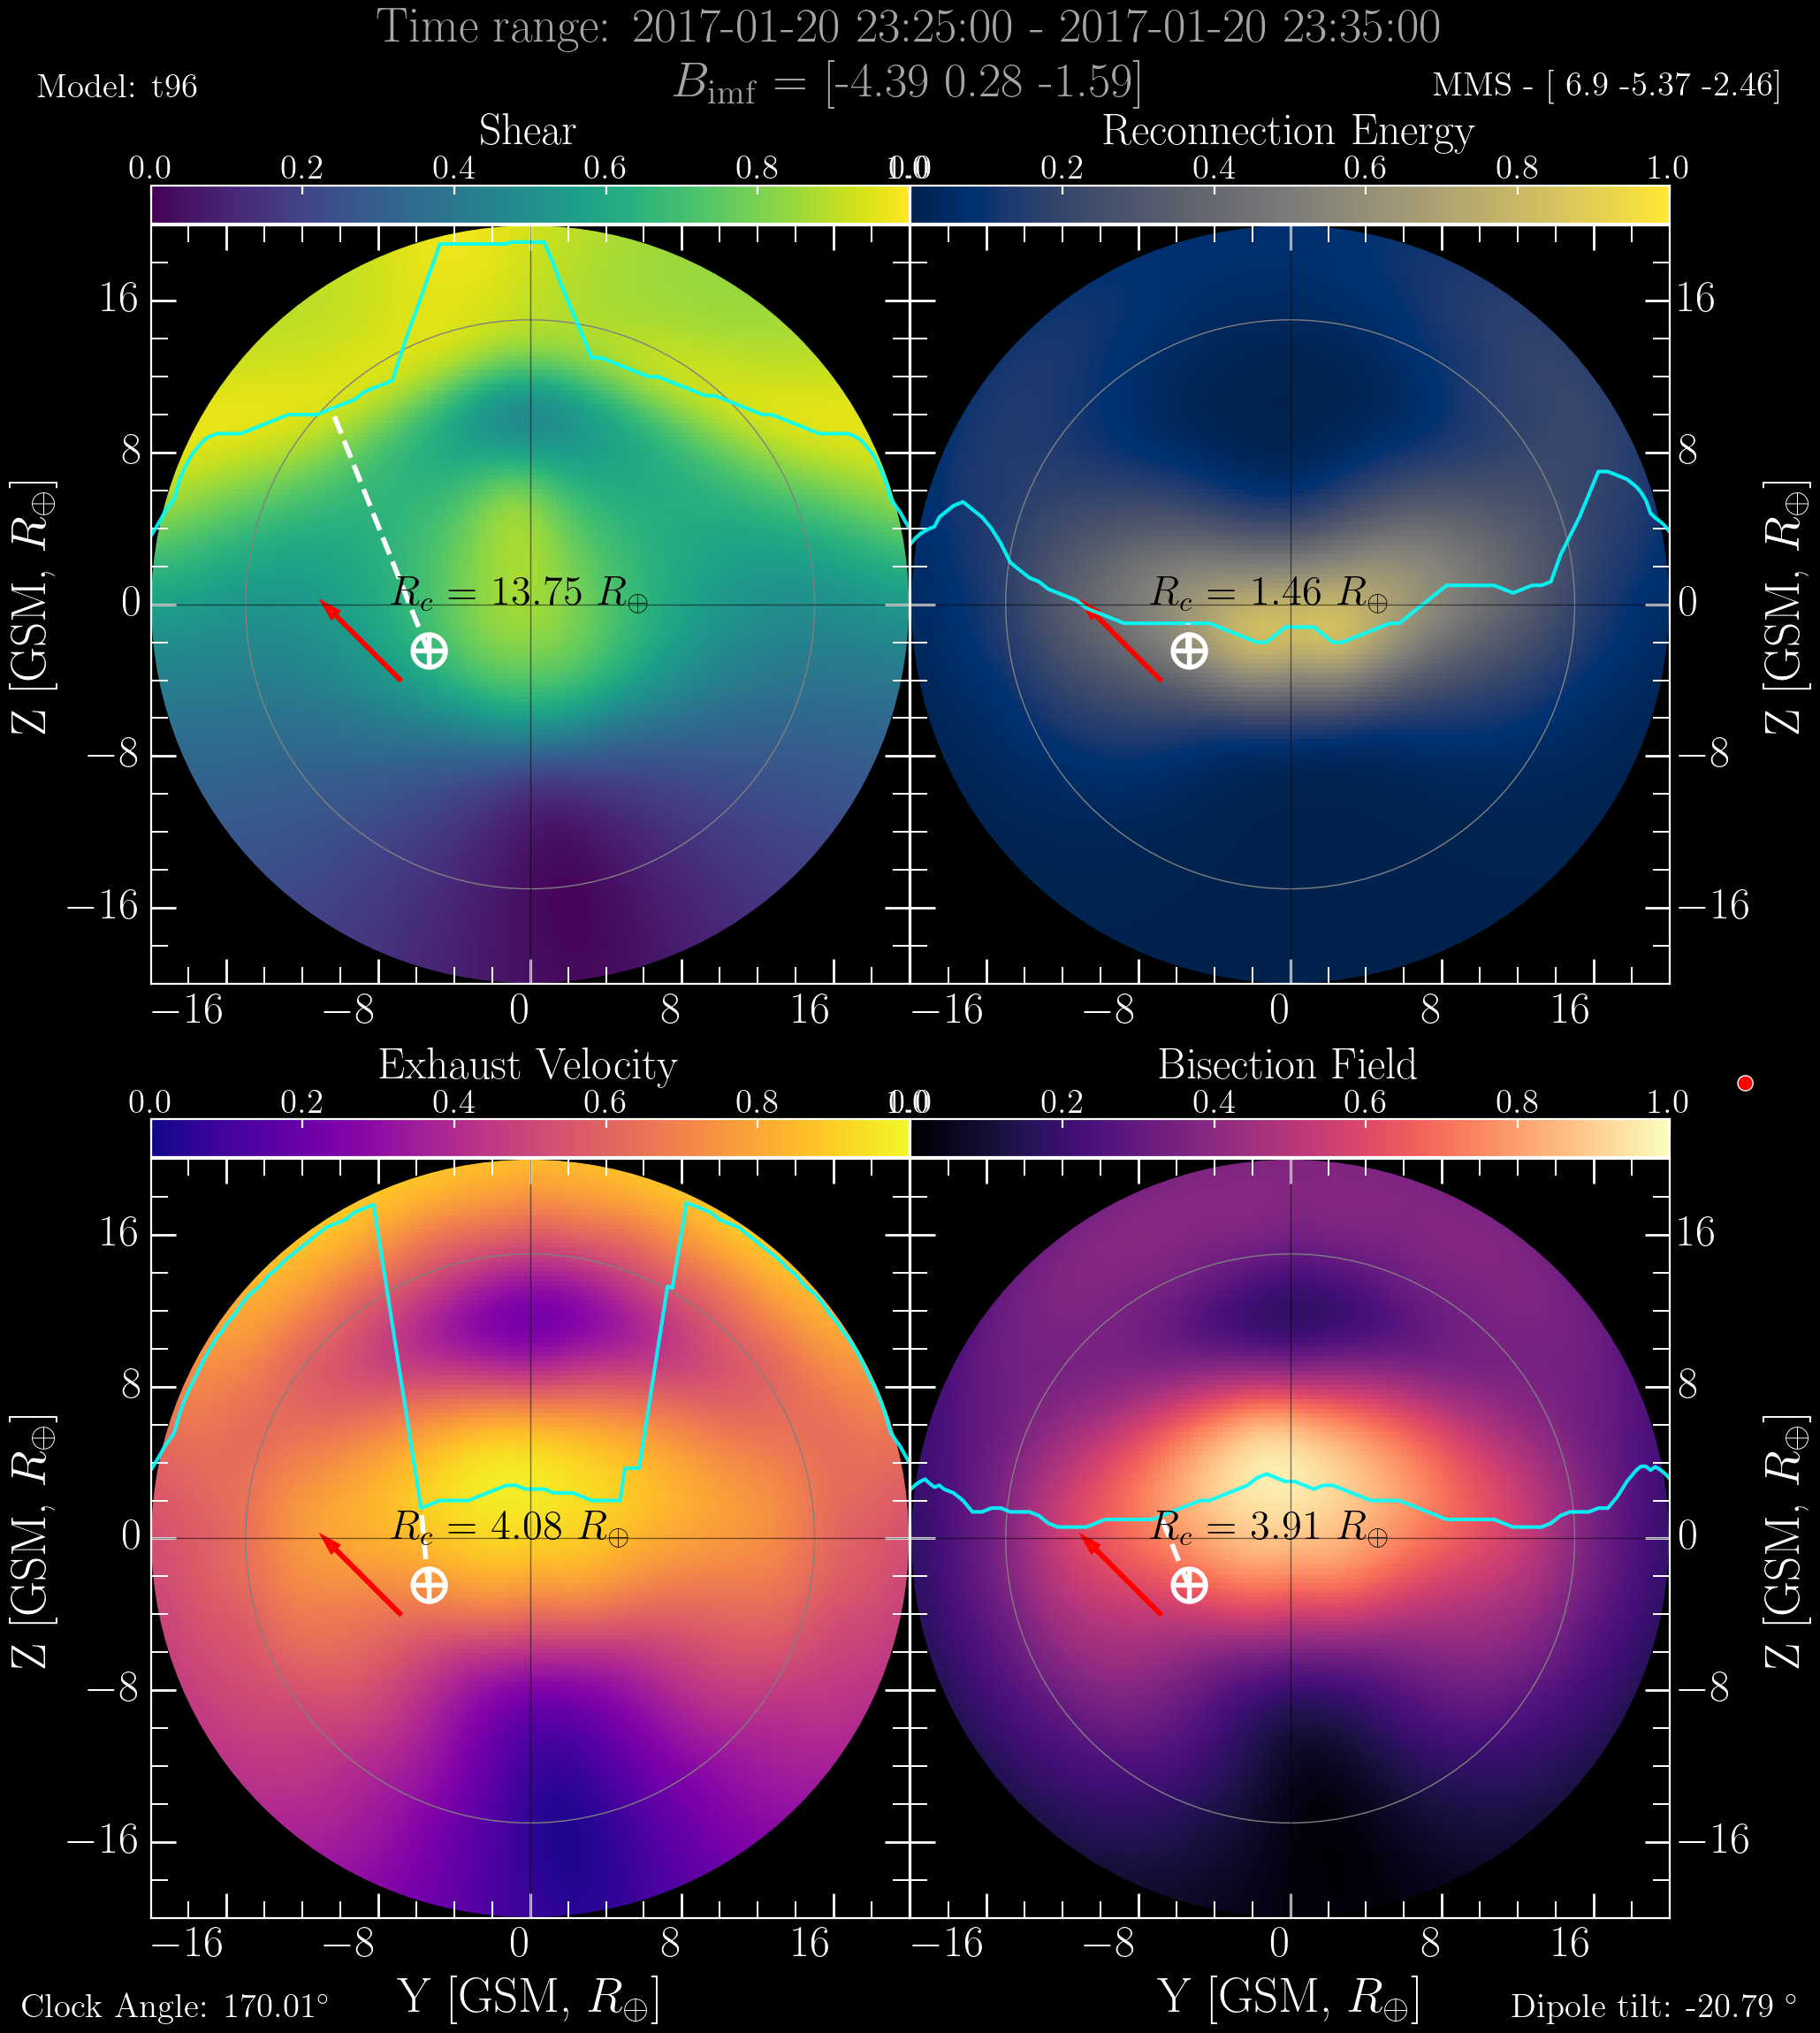 Time range: 2017-01-20 23:25:00 - 2017-01-20 23:35:00
Model: t96
B_imf = [-4.39 0.28 -1.59]
MMS - [ 6.9 -5.37 -2.46]
Shear
Reconnection Energy
0.0 0.2 0.4 0.6 0.8 1.0
0.0 0.2 0.4 0.6 0.8 1.0
16
8
0
−8
−16
Z [GSM, R⊕]
R_c = 13.75 R⊕
R_c = 1.46 R⊕
16
8
0
−8
−16
Z [GSM, R⊕]
−16 −8 0 8 16
−16 −8 0 8 16
Exhaust Velocity
Bisection Field
0.0 0.2 0.4 0.6 0.8 1.0
0.0 0.2 0.4 0.6 0.8 1.0
16
8
0
−8
−16
Z [GSM, R⊕]
R_c = 4.08 R⊕
R_c = 3.91 R⊕
16
8
0
−8
−16
Z [GSM, R⊕]
−16 −8 0 8 16
−16 −8 0 8 16
Y [GSM, R⊕]
Y [GSM, R⊕]
Clock Angle: 170.01°
Dipole tilt: -20.79 °